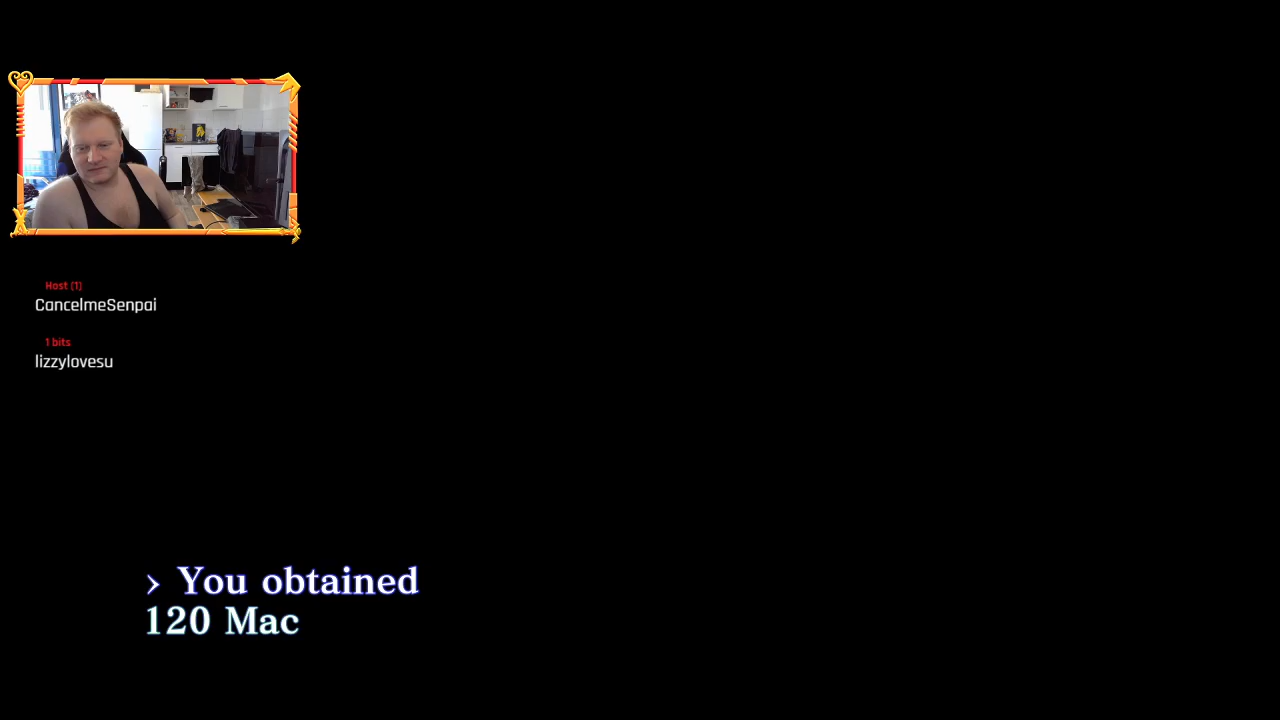 Host (1)
CancelmeSenpai
1 bits
lizzylovesu
› You obtained
120 Mac